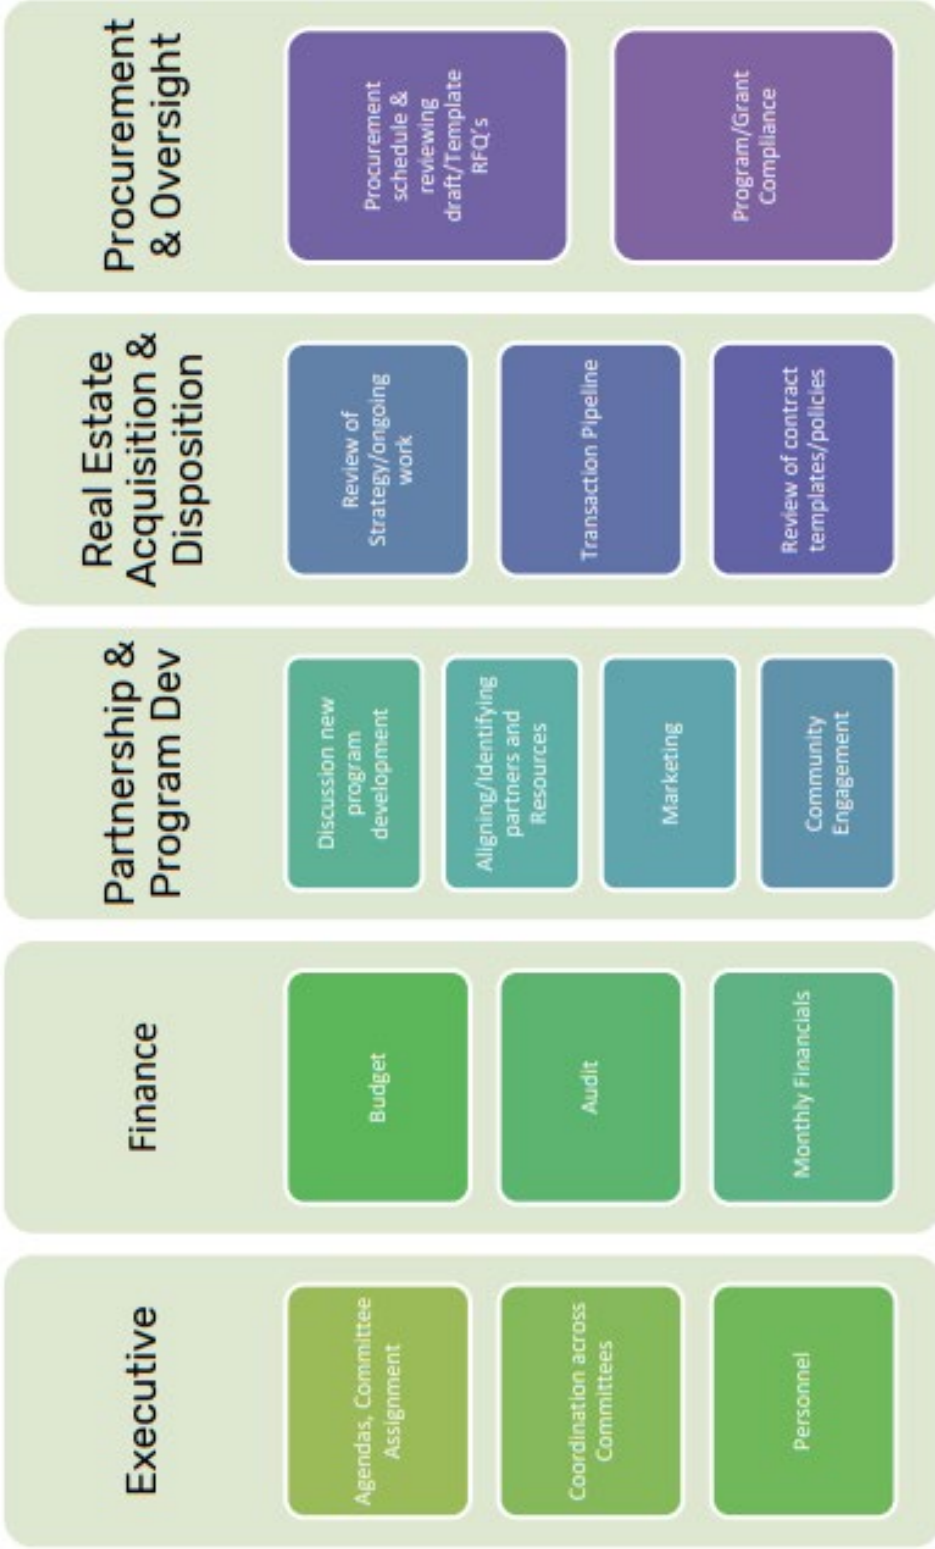 Executive
Agendas, Committee
Assignment
Coordination across
Committees
Personnel
Finance
Budget
Audit
Monthly Financials
Partnership &
Program Dev
Discussion new
program
development
Aligning/Identifying
partners and
Resources
Marketing
Community
Engagement
Real Estate
Acquisition &
Disposition
Review of
Strategy/ongoing
work
Transaction Pipeline
Review of contract
templates/policies
Procurement
& Oversight
Procurement
schedule &
reviewing
draft/Template
RFQ's
Program/Grant
Compliance